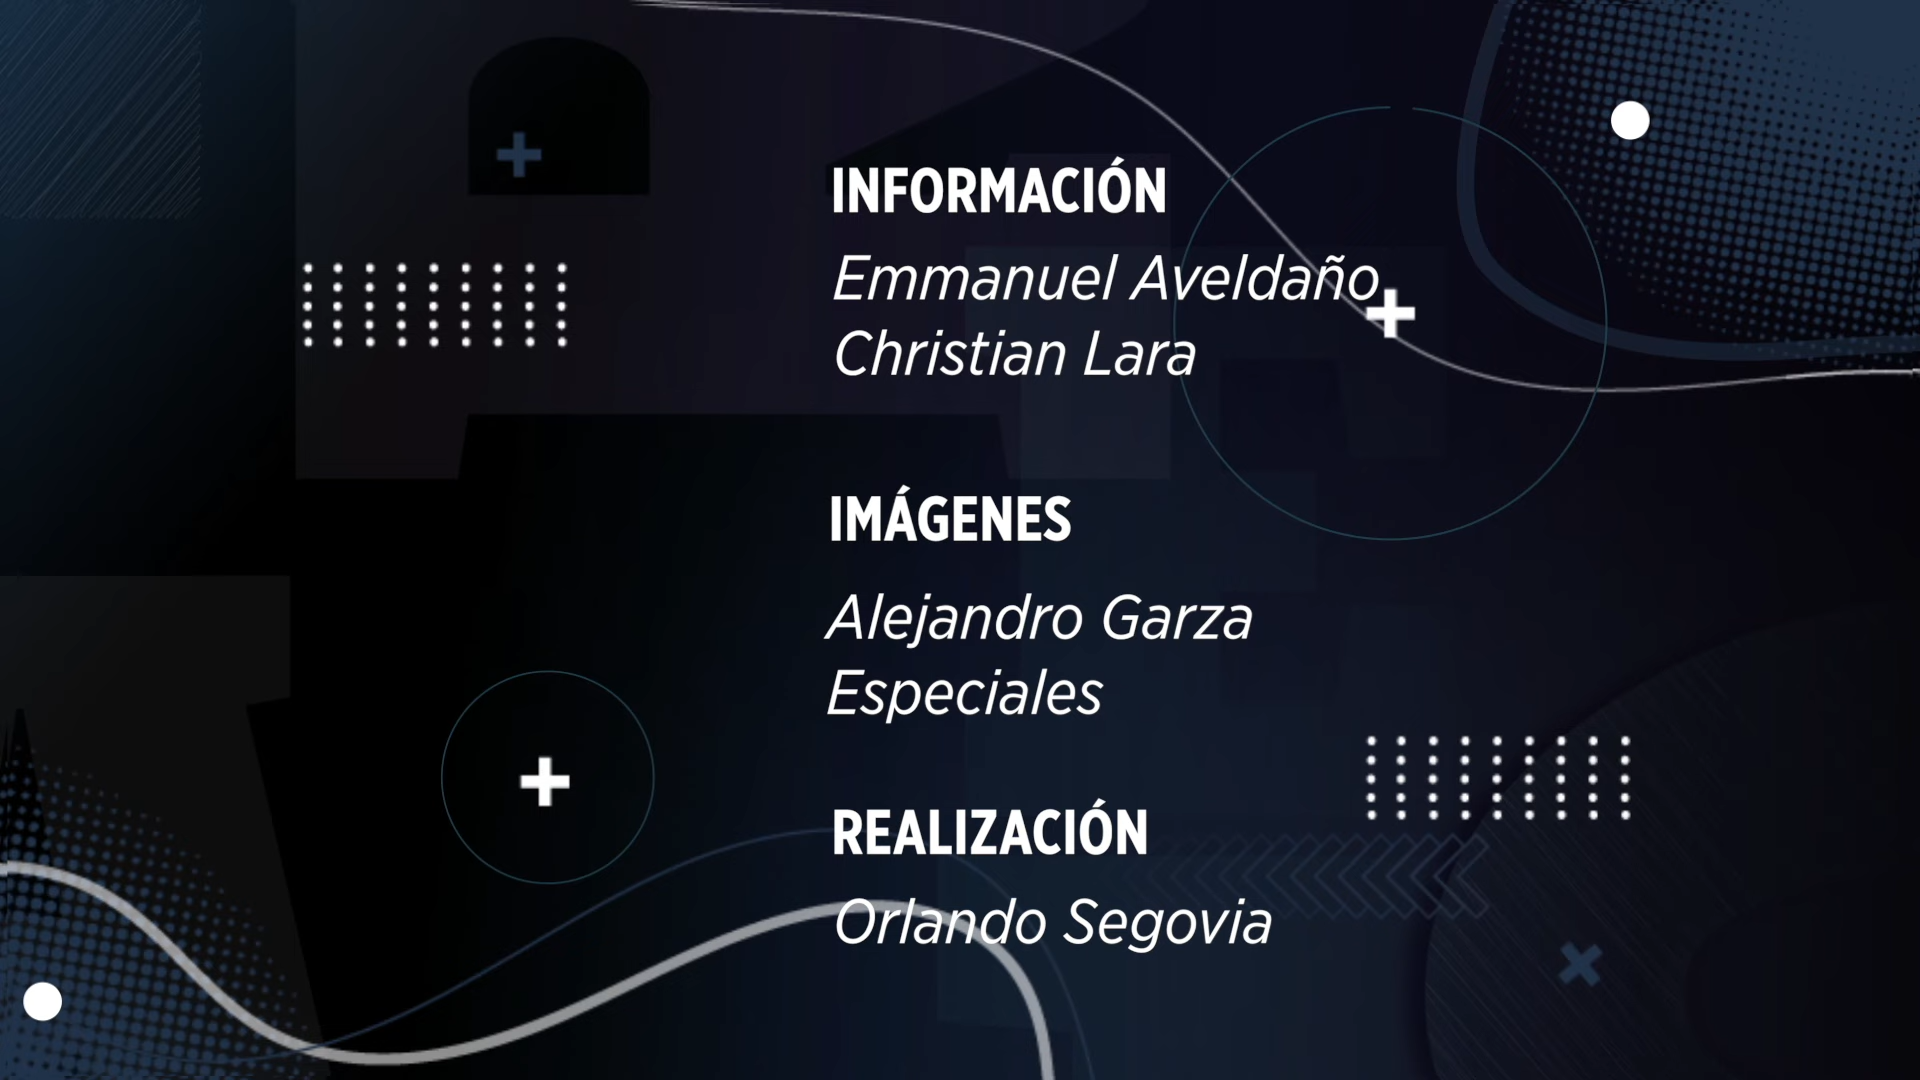 INFORMACIÓN
Emmanuel Aveldaño
Christian Lara
IMÁGENES
Alejandro Garza
Especiales
REALIZACIÓN
Orlando Segovia